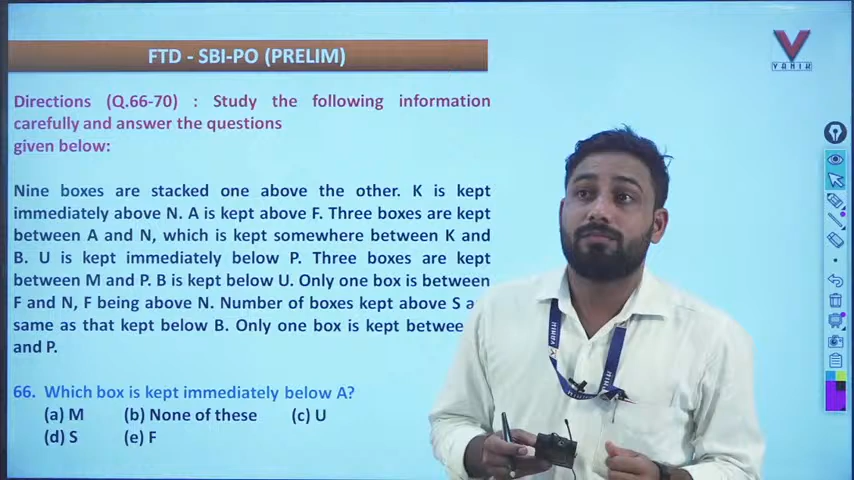 FTD - SBI-PO (PRELIM)
VANIK
Directions (Q.66-70) : Study the following information
carefully and answer the questions
given below:
Nine boxes are stacked one above the other. K is kept
immediately above N. A is kept above F. Three boxes are kept
between A and N, which is kept somewhere between K and
B. U is kept immediately below P. Three boxes are kept
between M and P. B is kept below U. Only one box is between
F and N, F being above N. Number of boxes kept above S
same as that kept below B. Only one box is kept
and P.
66. Which box is kept immediately below A?
(a) M (b) None of these (c) U
(d) S (e) F
VANIK